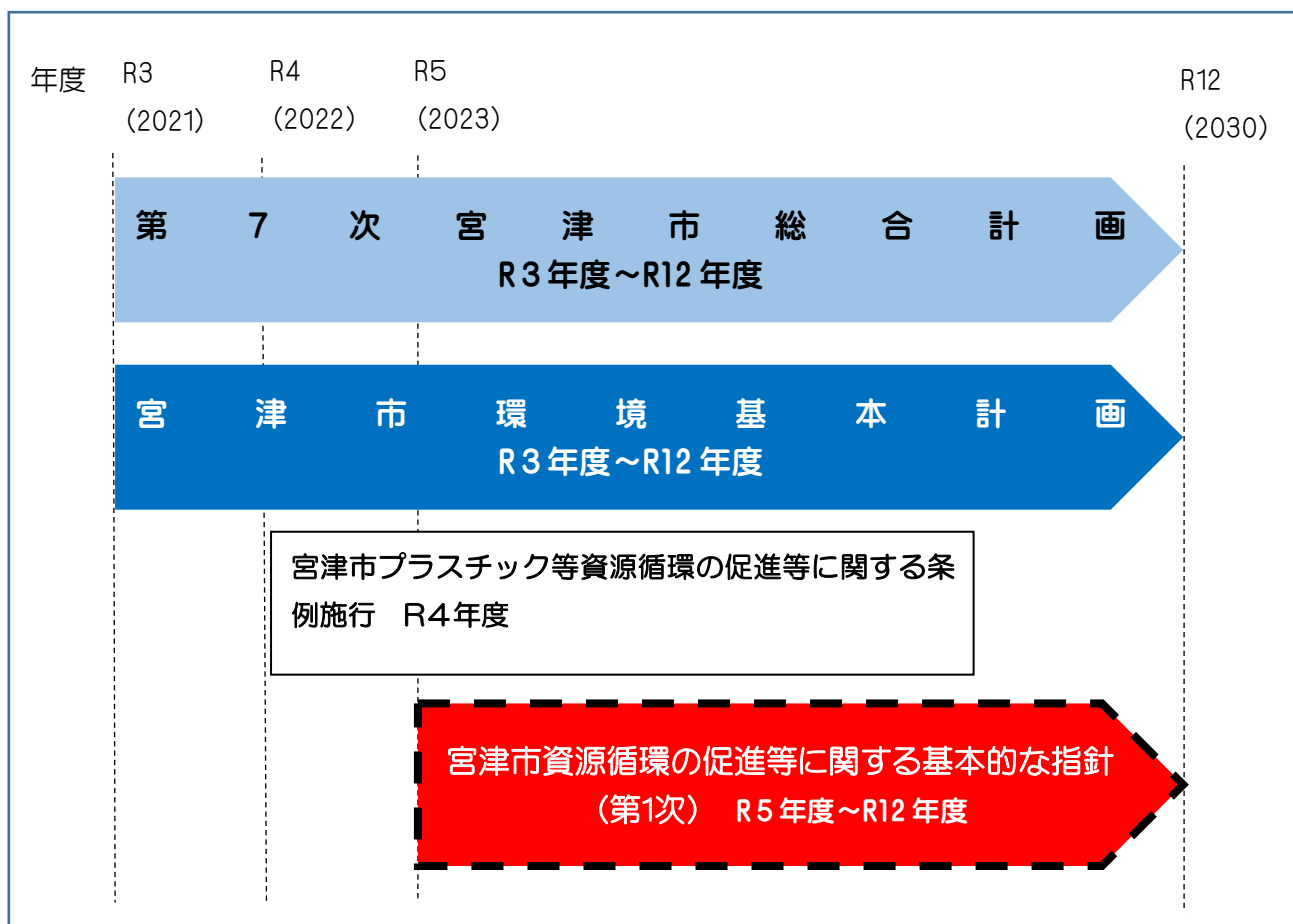 年度 R3 R4 R5 R12
(2021) (2022) (2023) (2030)
第7次宮津市総合計画
R3年度～R12年度
宮津市環境基本計画
R3年度～R12年度
宮津市プラスチック等資源循環の促進等に関する条
例施行　R4年度
宮津市資源循環の促進等に関する基本的な指針
(第1次)　R5年度～R12年度